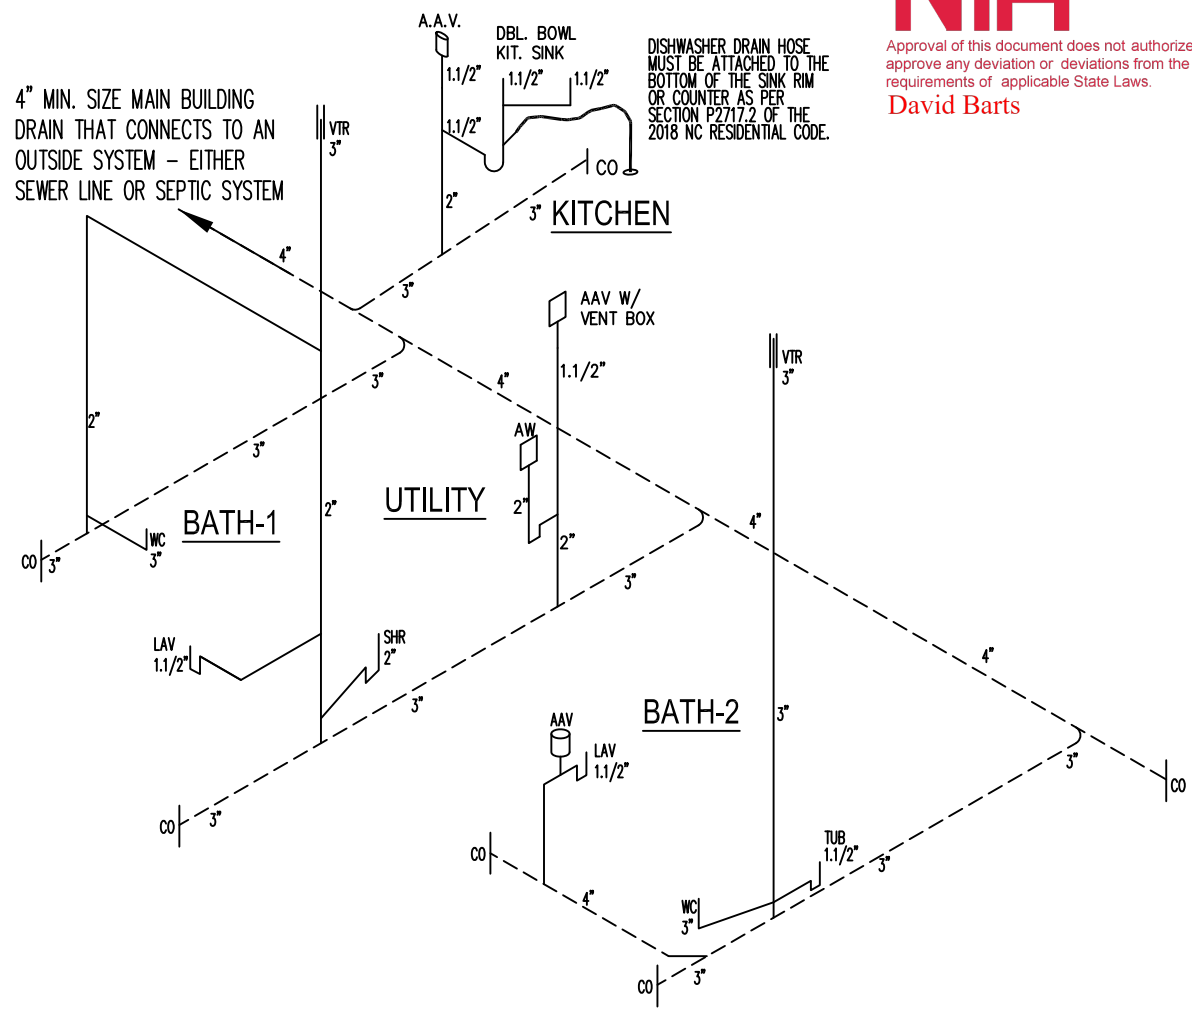 NTA
Approval of this document does not authorize
approve any deviation or deviations from the
requirements of applicable State Laws.
David Barts
A.A.V.
DBL. BOWL
KIT. SINK
1.1/2"
1.1/2"
1.1/2"
1.1/2"
DISHWASHER DRAIN HOSE
MUST BE ATTACHED TO THE
BOTTOM OF THE SINK RIM
OR COUNTER AS PER
SECTION P2717.2 OF THE
2018 NC RESIDENTIAL CODE.
4" MIN. SIZE MAIN BUILDING
DRAIN THAT CONNECTS TO AN
OUTSIDE SYSTEM – EITHER
SEWER LINE OR SEPTIC SYSTEM
VTR
3"
CO
2"
3"
KITCHEN
4"
3"
AAV W/
VENT BOX
VTR
3"
1.1/2"
3"
4"
2"
AW
3"
UTILITY
2"
2"
4"
BATH-1
WC
3"
2"
CO
3"
3"
LAV
1.1/2"
SHR
2"
4"
3"
BATH-2
3"
AAV
LAV
1.1/2"
3"
CO
CO
3"
TUB
1.1/2"
CO
3"
4"
WC
3"
3"
CO